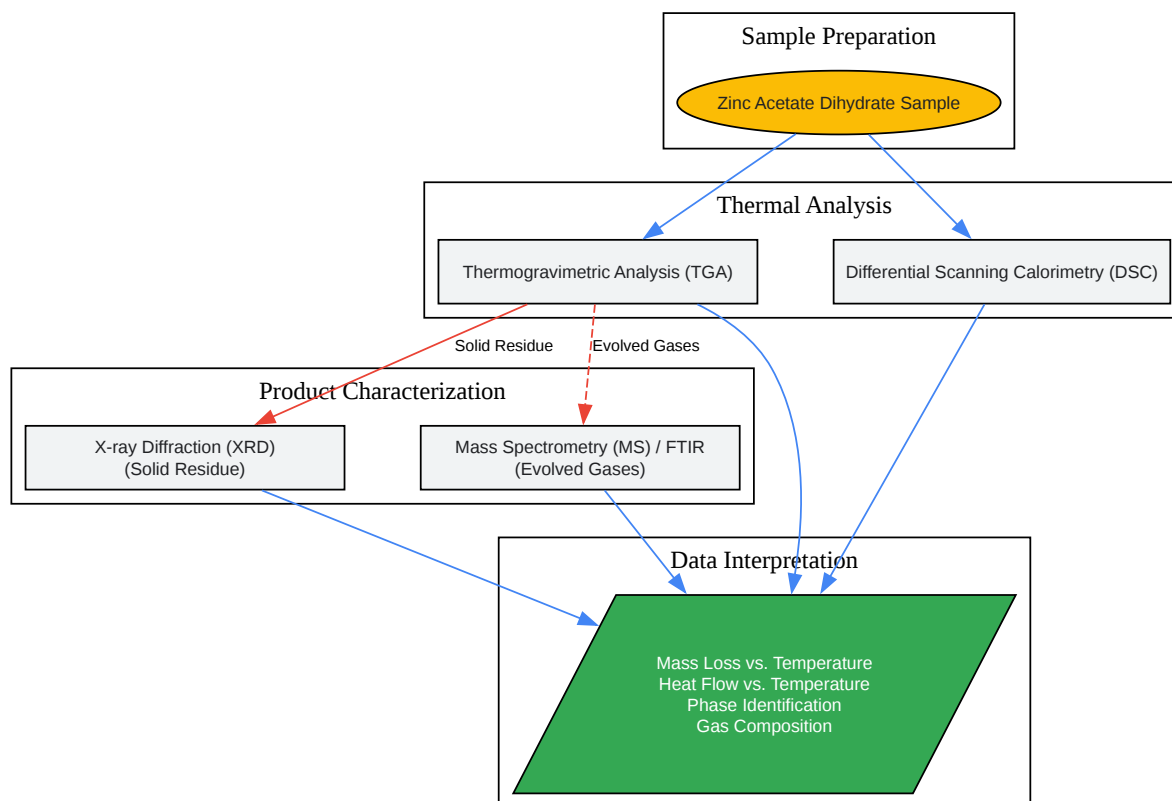 Sample Preparation
Zinc Acetate Dihydrate Sample
Thermal Analysis
Thermogravimetric Analysis (TGA)
Differential Scanning Calorimetry (DSC)
Solid Residue
Evolved Gases
Product Characterization
X-ray Diffraction (XRD)
(Solid Residue)
Mass Spectrometry (MS) / FTIR
(Evolved Gases)
Data Interpretation
Mass Loss vs. Temperature
Heat Flow vs. Temperature
Phase Identification
Gas Composition